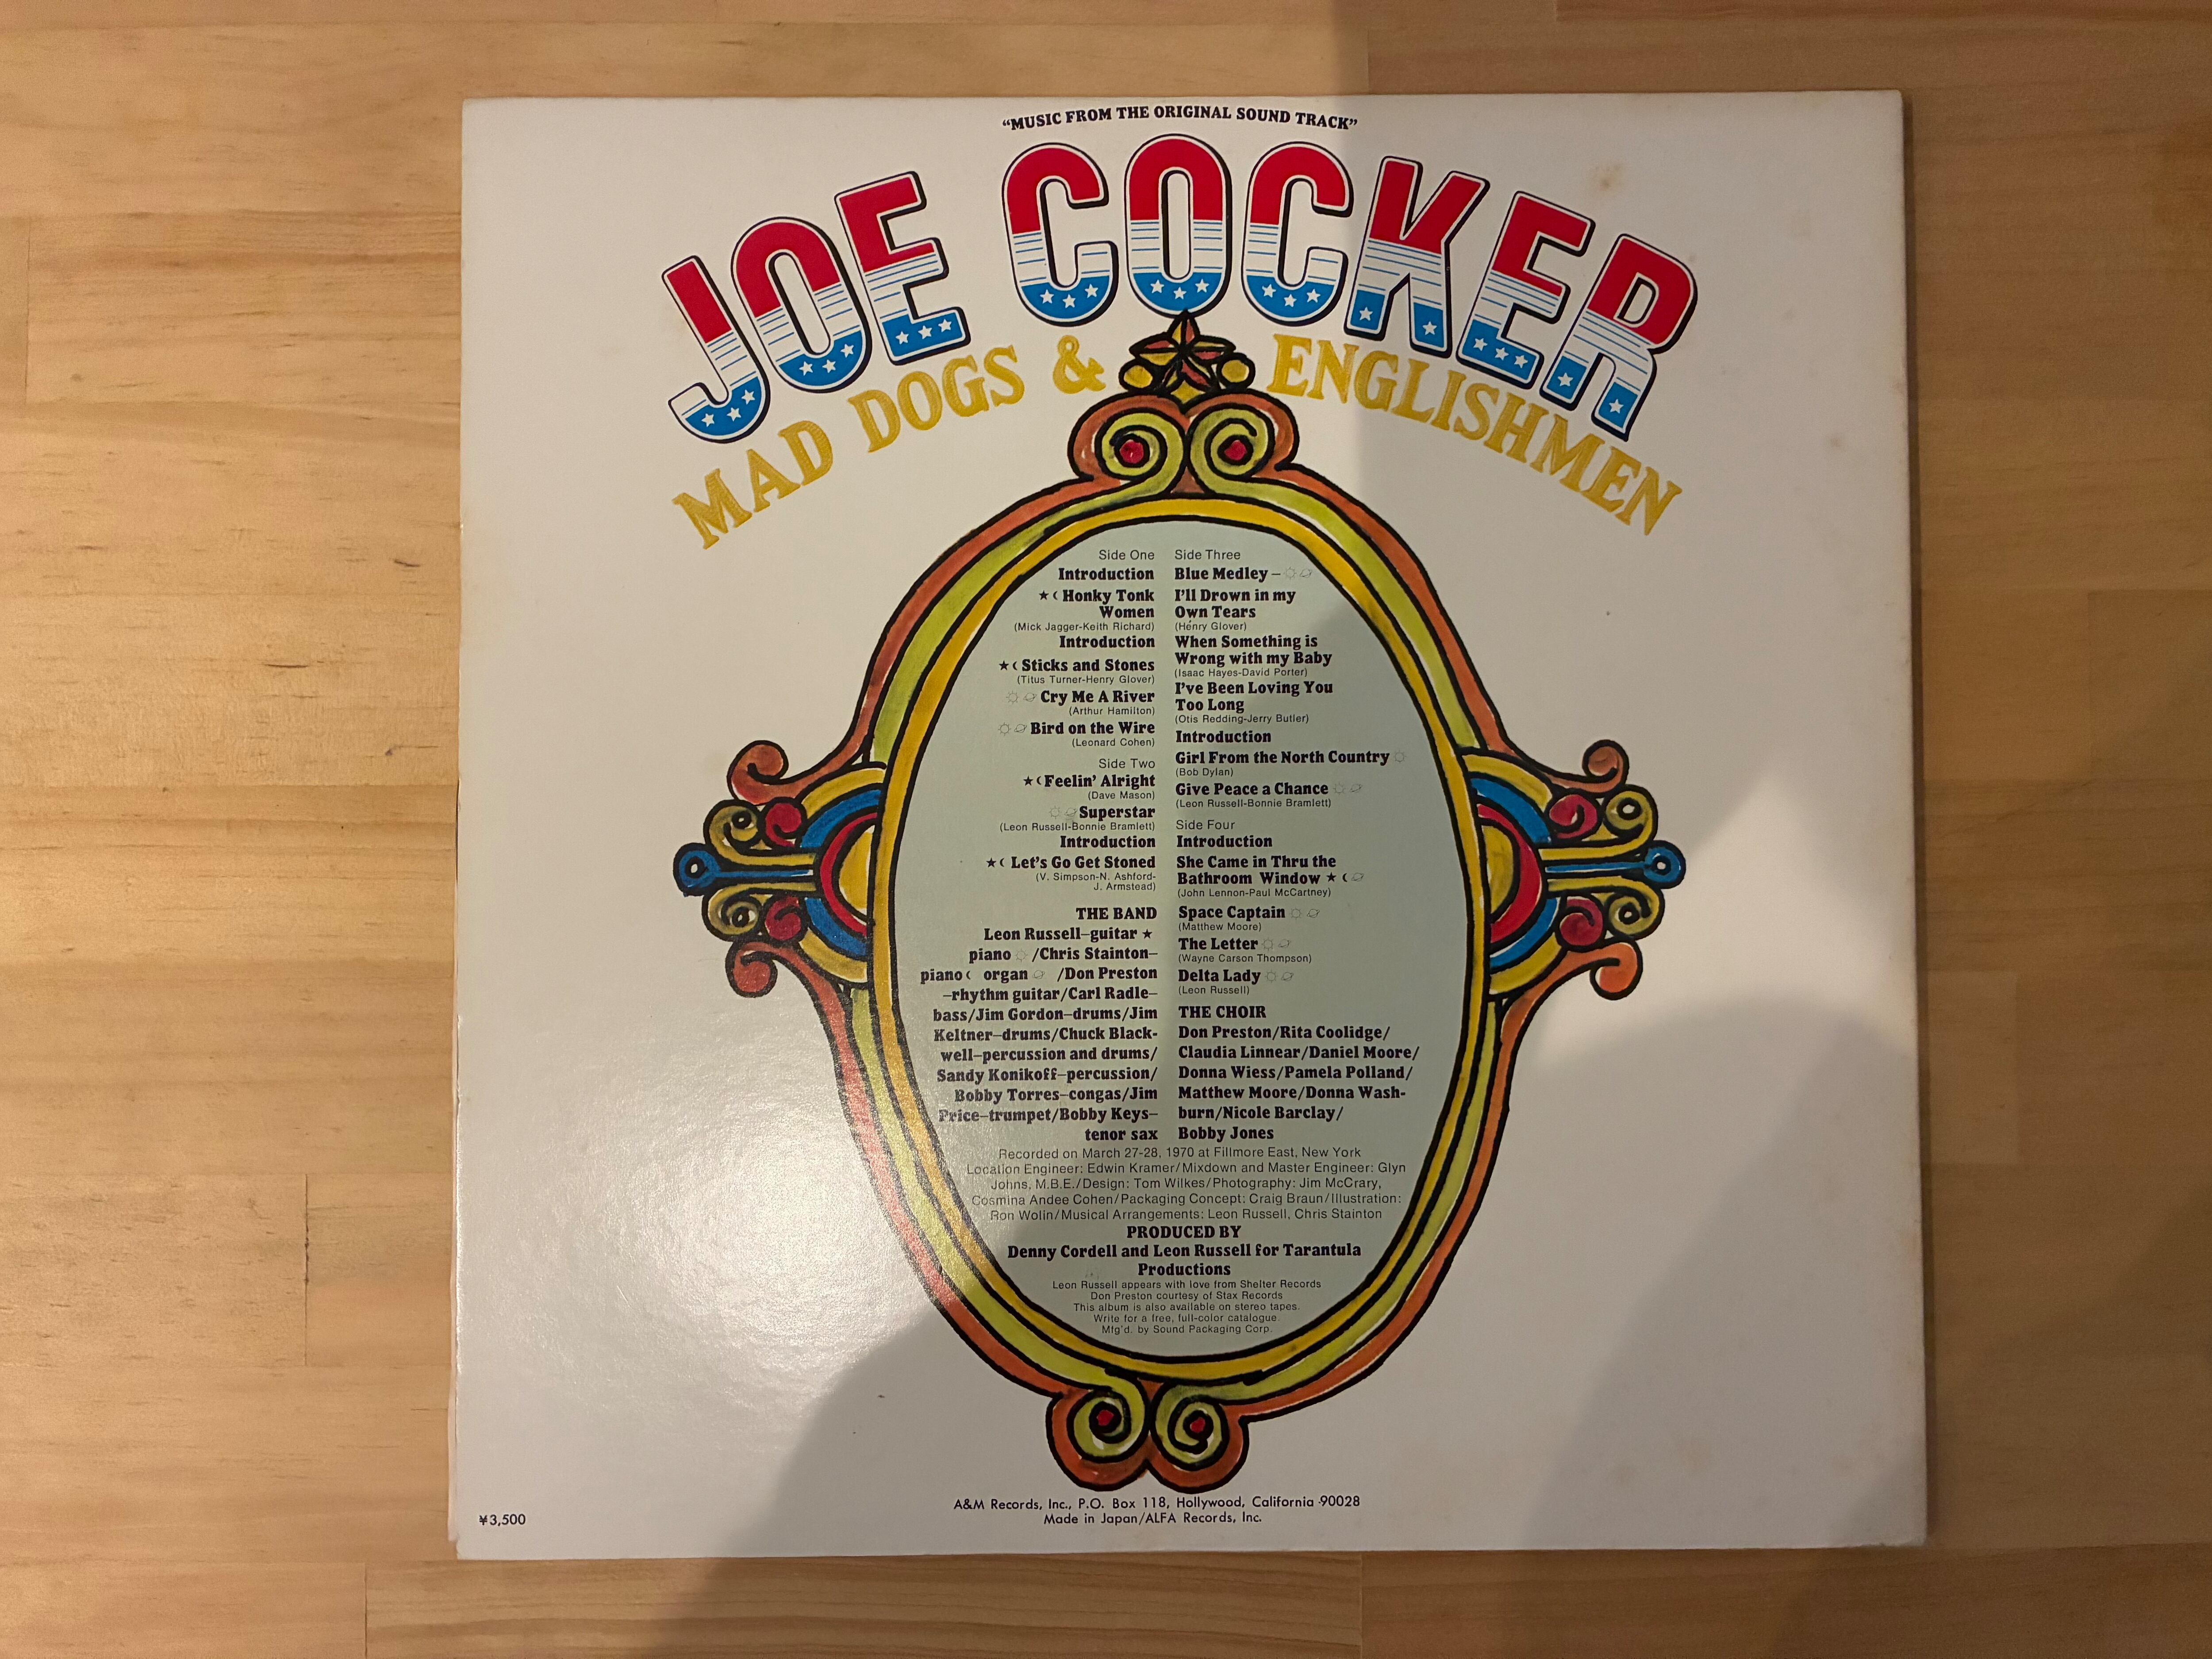 “MUSIC FROM THE ORIGINAL SOUND TRACK”
JOE COCKER
MAD DOGS & ENGLISHMEN
Side One
Introduction
★☾ Honky Tonk
Women
(Mick Jagger-Keith Richard)
Introduction
★☾ Sticks and Stones
(Titus Turner-Henry Glover)
Cry Me A River
(Arthur Hamilton)
Bird on the Wire
(Leonard Cohen)
Side Two
★☾ Feelin’ Alright
(Dave Mason)
Superstar
(Leon Russell-Bonnie Bramlett)
Introduction
★☾ Let’s Go Get Stoned
(V. Simpson-N. Ashford-
J. Armstead)
THE BAND
Leon Russell–guitar ★
piano /Chris Stainton–
piano☾ organ /Don Preston
–rhythm guitar/Carl Radle–
bass/Jim Gordon–drums/Jim
Keltner–drums/Chuck Black-
well–percussion and drums/
Sandy Konikoff–percussion/
Bobby Torres–congas/Jim
Price–trumpet/Bobby Keys–
tenor sax
Side Three
Blue Medley –
I’ll Drown in my
Own Tears
(Henry Glover)
When Something is
Wrong with my Baby
(Isaac Hayes-David Porter)
I’ve Been Loving You
Too Long
(Otis Redding-Jerry Butler)
Introduction
Girl From the North Country
(Bob Dylan)
Give Peace a Chance
(Leon Russell-Bonnie Bramlett)
Side Four
Introduction
She Came in Thru the
Bathroom Window ★☾
(John Lennon-Paul McCartney)
Space Captain
(Matthew Moore)
The Letter
(Wayne Carson Thompson)
Delta Lady
(Leon Russell)
THE CHOIR
Don Preston/Rita Coolidge/
Claudia Linnear/Daniel Moore/
Donna Wiess/Pamela Polland/
Matthew Moore/Donna Wash-
burn/Nicole Barclay/
Bobby Jones
Recorded on March 27-28, 1970 at Fillmore East, New York
Location Engineer: Edwin Kramer/Mixdown and Master Engineer: Glyn
Johns, M.B.E./Design: Tom Wilkes/Photography: Jim McCrary,
Cosmina Andee Cohen/Packaging Concept: Craig Braun/Illustration:
Ron Wolin/Musical Arrangements: Leon Russell, Chris Stainton
PRODUCED BY
Denny Cordell and Leon Russell for Tarantula
Productions
Leon Russell appears with love from Shelter Records
Don Preston courtesy of Stax Records
This album is also available on stereo tapes.
Write for a free, full-color catalogue.
Mfg’d. by Sound Packaging Corp.
A&M Records, Inc., P.O. Box 118, Hollywood, California 90028
Made in Japan/ALFA Records, Inc.
¥3,500